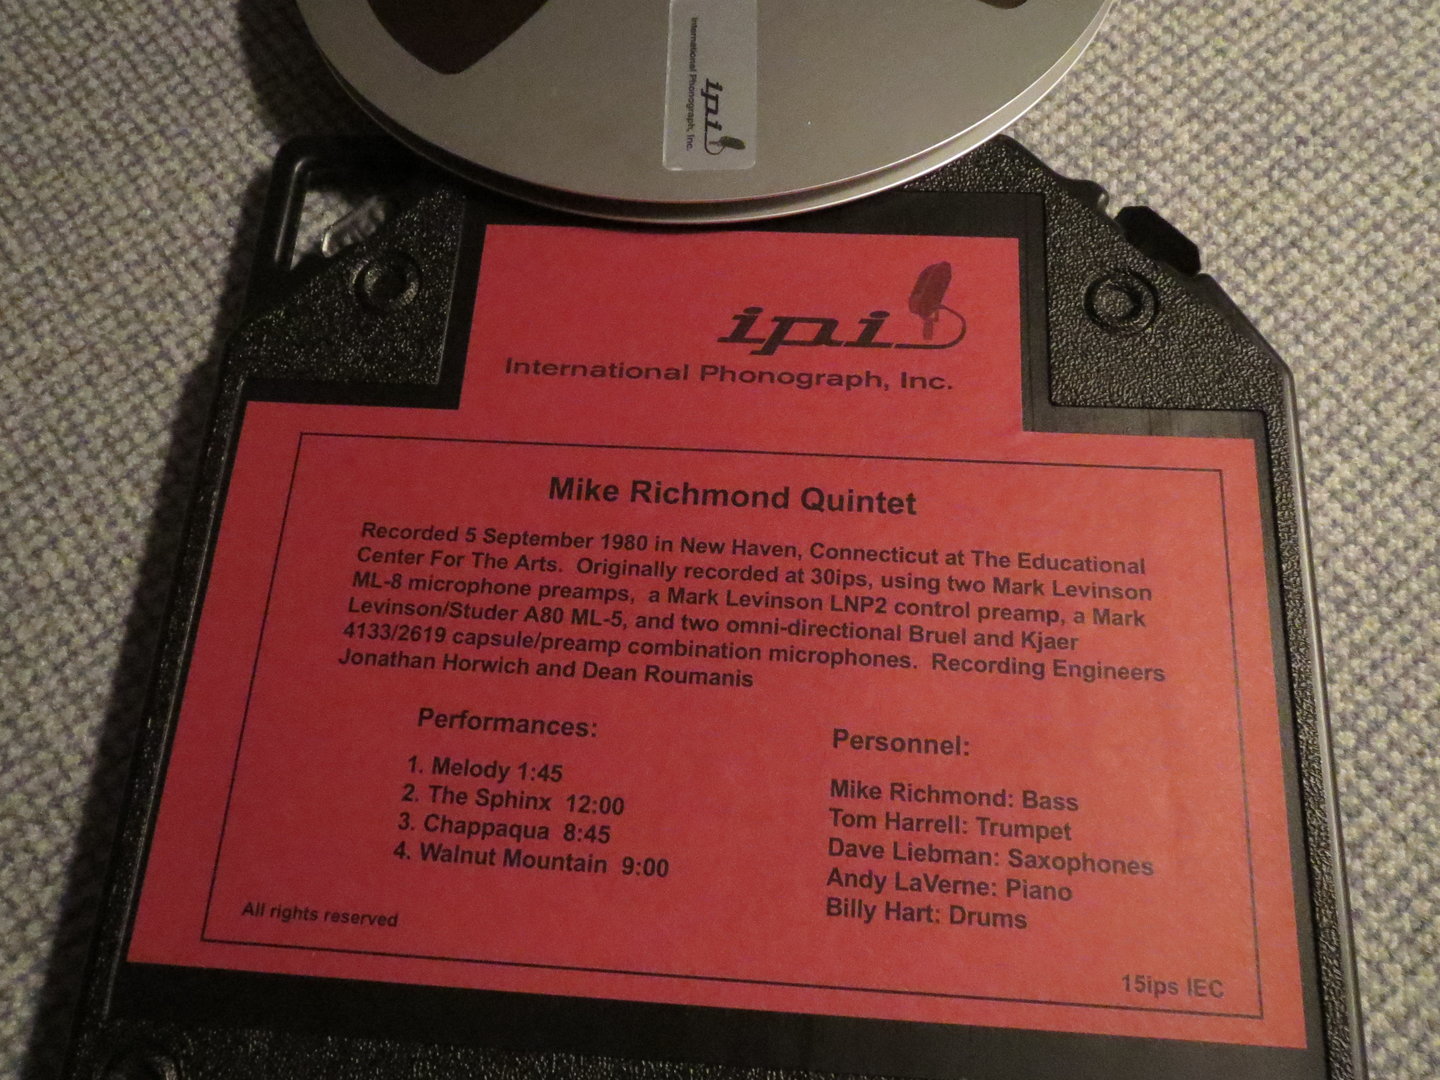 International Phonograph, Inc.
ipi
ipi
International Phonograph, Inc.
Mike Richmond Quintet
Recorded 5 September 1980 in New Haven, Connecticut at The Educational
Center For The Arts.  Originally recorded at 30ips, using two Mark Levinson
ML-8 microphone preamps,  a Mark Levinson LNP2 control preamp, a Mark
Levinson/Studer A80 ML-5, and two omni-directional Bruel and Kjaer
4133/2619 capsule/preamp combination microphones.  Recording Engineers
Jonathan Horwich and Dean Roumanis
Performances:
1. Melody 1:45
2. The Sphinx  12:00
3. Chappaqua  8:45
4. Walnut Mountain  9:00
Personnel:
Mike Richmond: Bass
Tom Harrell: Trumpet
Dave Liebman: Saxophones
Andy LaVerne: Piano
Billy Hart: Drums
All rights reserved
15ips IEC